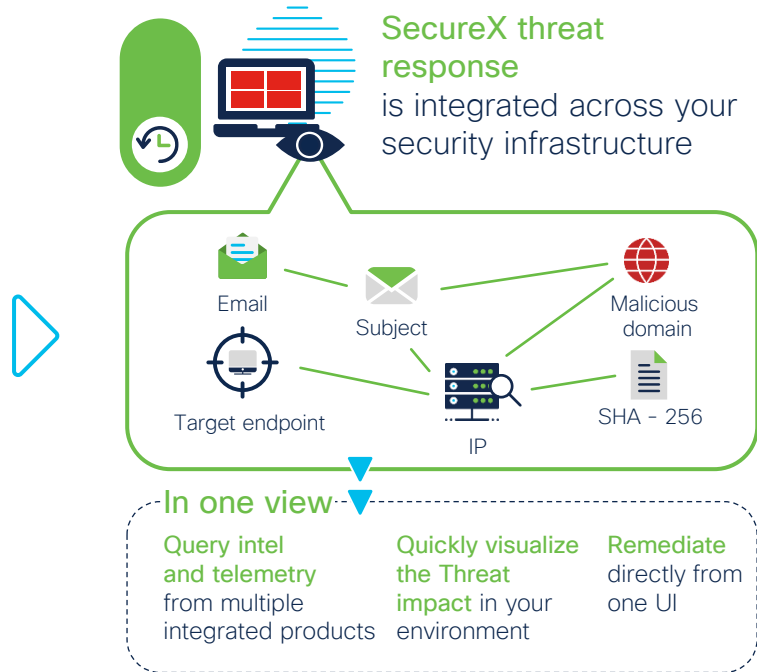 SecureX threat
response
is integrated across your
security infrastructure
Email
Subject
Malicious
domain
Target endpoint
IP
SHA - 256
In one view
Query intel
and telemetry
from multiple
integrated products
Quickly visualize
the Threat
impact in your
environment
Remediate
directly from
one UI